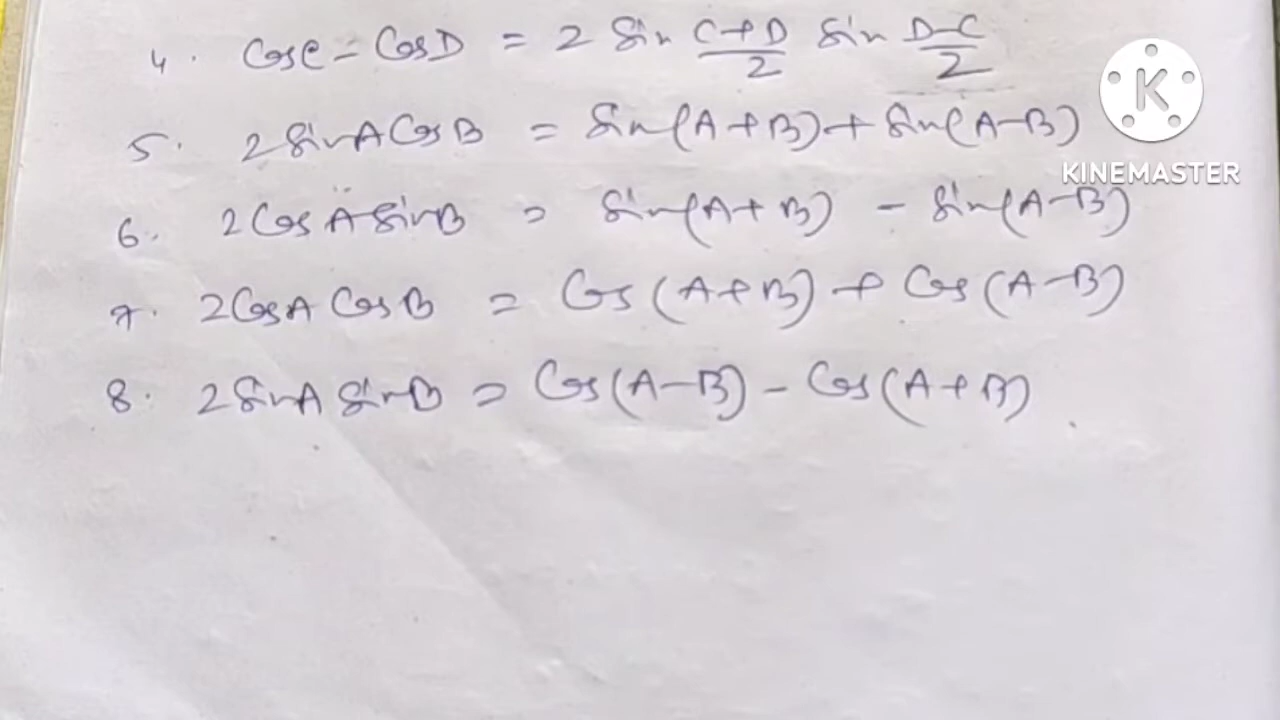 4. Cos C - Cos D = 2 Sin C+D/2 Sin D-C/2
5. 2 Sin A Cos B = Sin(A+B) + Sin(A-B)
6. 2 Cos A Sin B = Sin(A+B) - Sin(A-B)
7. 2 Cos A Cos B = Cos(A+B) + Cos(A-B)
8. 2 Sin A Sin B = Cos(A-B) - Cos(A+B)
K
KINEMASTER